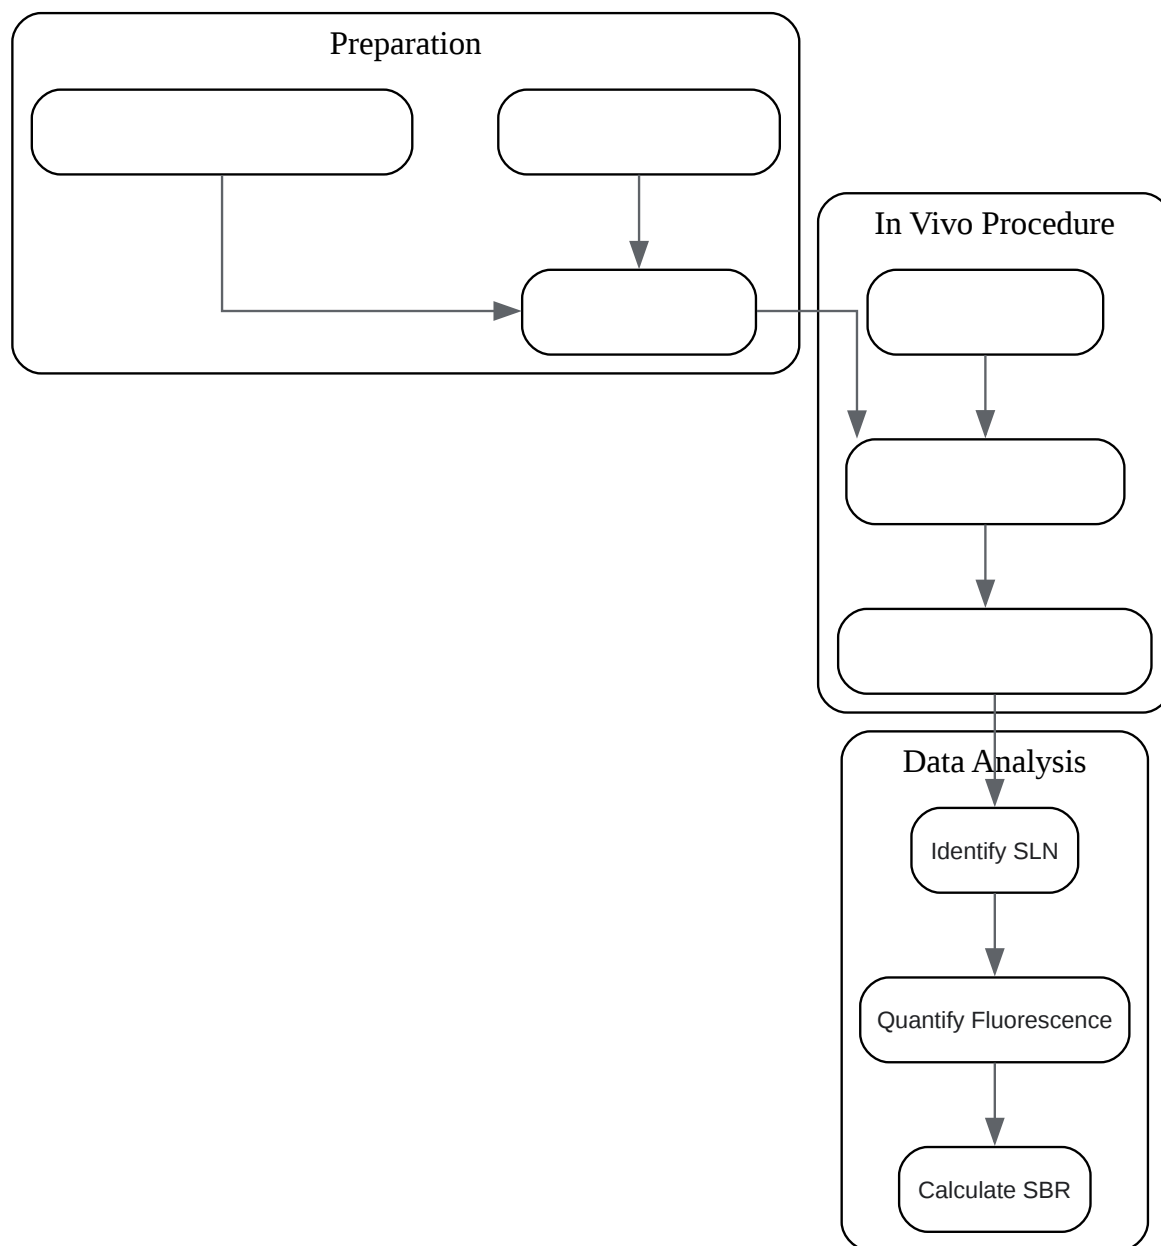 Preparation
In Vivo Procedure
Data Analysis
Identify SLN
Quantify Fluorescence
Calculate SBR